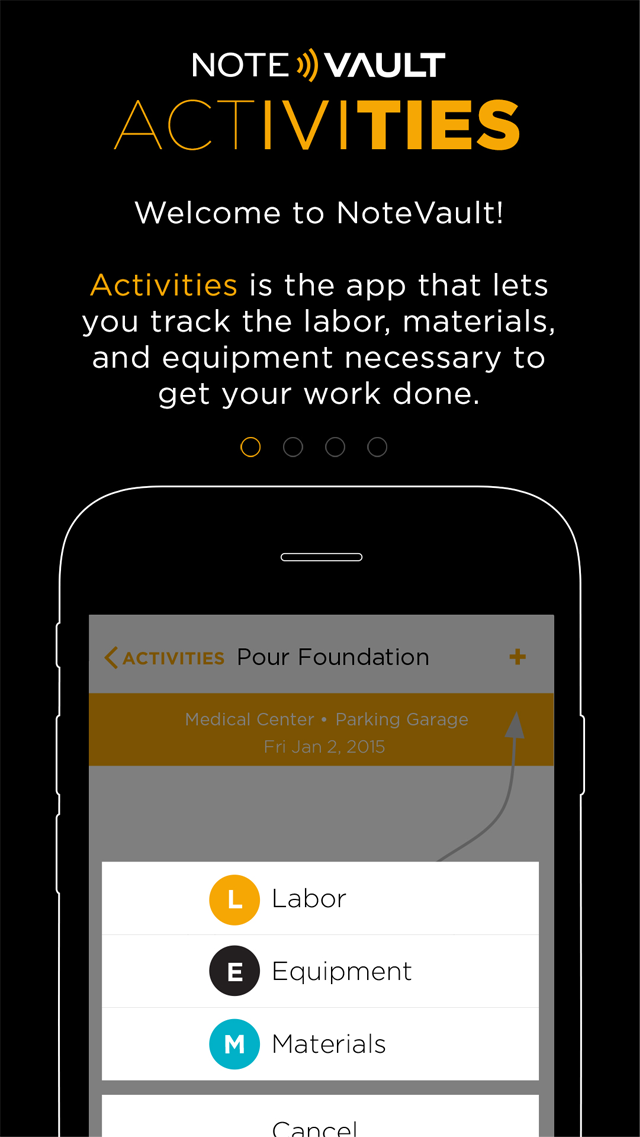 NOTE VAULT
ACTIVITIES
Welcome to NoteVault!
Activities is the app that lets
you track the labor, materials,
and equipment necessary to
get your work done.
ACTIVITIES Pour Foundation +
Medical Center • Parking Garage
Fri Jan 2, 2015
L Labor
E Equipment
M Materials
Cancel